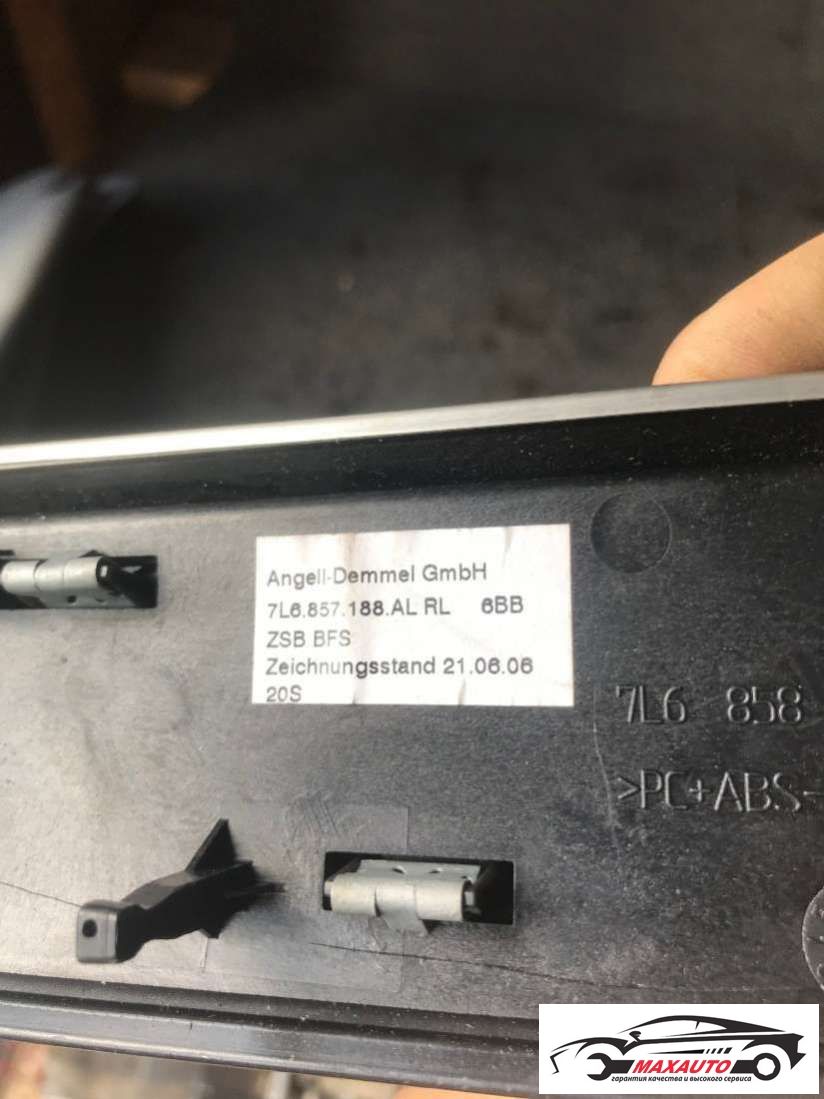 Angell-Demmel GmbH
7L6.857.188.AL RL 6BB
ZSB BFS
Zeichnungsstand 21.06.06
20S
7L6 858
>PC+ABS-
MAXAUTO
гарантия качества и высокого сервиса